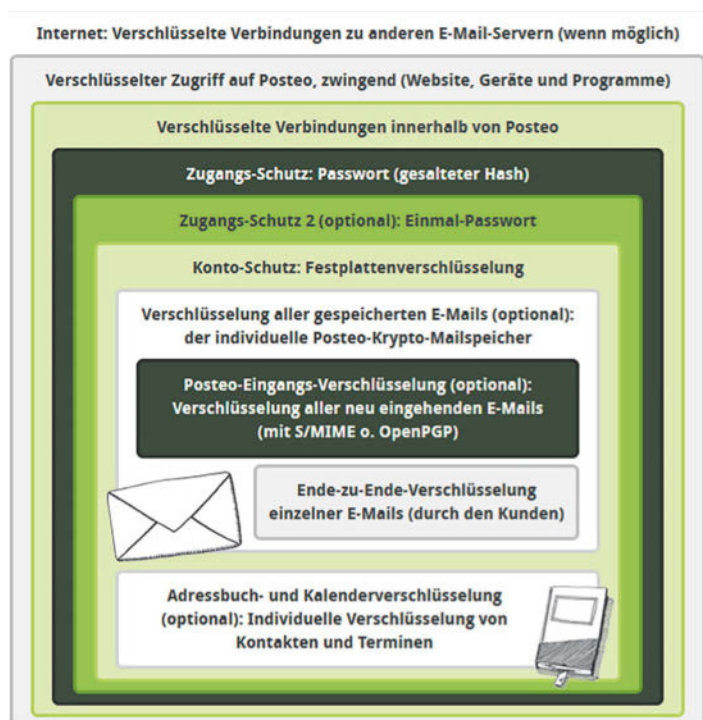 Internet: Verschlüsselte Verbindungen zu anderen E-Mail-Servern (wenn möglich)
Verschlüsselter Zugriff auf Posteo, zwingend (Website, Geräte und Programme)
Verschlüsselte Verbindungen innerhalb von Posteo
Zugangs-Schutz: Passwort (gesalteter Hash)
Zugangs-Schutz 2 (optional): Einmal-Passwort
Konto-Schutz: Festplattenverschlüsselung
Verschlüsselung aller gespeicherten E-Mails (optional):
der individuelle Posteo-Krypto-Mailspeicher
Posteo-Eingangs-Verschlüsselung (optional):
Verschlüsselung aller neu eingehenden E-Mails
(mit S/MIME o. OpenPGP)
Ende-zu-Ende-Verschlüsselung
einzelner E-Mails (durch den Kunden)
Adressbuch- und Kalenderverschlüsselung
(optional): Individuelle Verschlüsselung von
Kontakten und Terminen